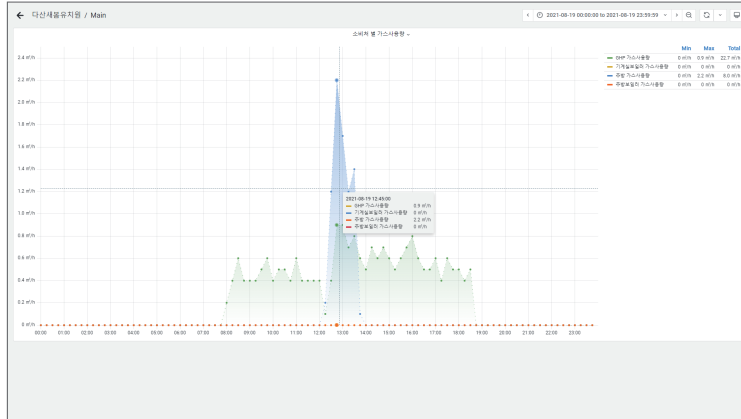 다산새봄유치원 / Main
2021-08-19 00:00:00 to 2021-08-19 23:59:59
소비처 별 가스사용량
Min Max Total
GHP 가스사용량 0 m³/h 0.9 m³/h 22.7 m³/h
기계실보일러 가스사용량 0 m³/h 0 m³/h 0 m³/h
주방 가스사용량 0 m³/h 2.2 m³/h 8.0 m³/h
주방보일러 가스사용량 0 m³/h 0 m³/h 0 m³/h
2.4 m³/h
2.2 m³/h
2.0 m³/h
1.8 m³/h
1.6 m³/h
1.4 m³/h
1.2 m³/h
1.0 m³/h
0.8 m³/h
0.6 m³/h
0.4 m³/h
0.2 m³/h
0 m³/h
2021-08-19 12:45:00
GHP 가스사용량 0.9 m³/h
기계실보일러 가스사용량 0 m³/h
주방 가스사용량 2.2 m³/h
주방보일러 가스사용량 0 m³/h
00:00 01:00 02:00 03:00 04:00 05:00 06:00 07:00 08:00 09:00 10:00 11:00 12:00 13:00 14:00 15:00 16:00 17:00 18:00 19:00 20:00 21:00 22:00 23:00